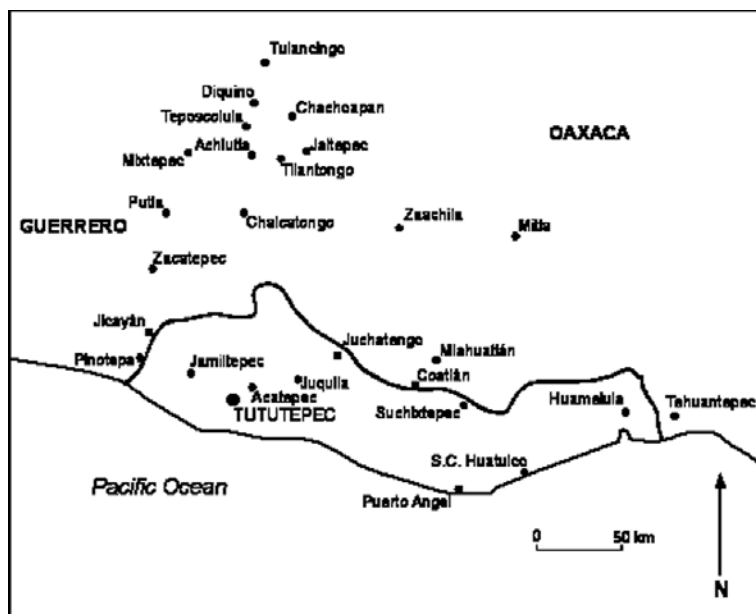 Tulancingo
Diquino
Chachoapan
Teposcolula
OAXACA
Achiutla
Jaltepec
Mixtepec
Tilantongo
Putla
Chalcatongo
Zaachila
Mitla
GUERRERO
Zacatepec
Jicayán
Juchatengo
Pinotepa
Miahuatlán
Jamiltepec
Juquila
Coatlán
Acatepec
TUTUTEPEC
Suchixtepec
Huamelula
Tehuantepec
S.C. Huatulco
Pacific Ocean
Puerto Angel
0 50 km
N